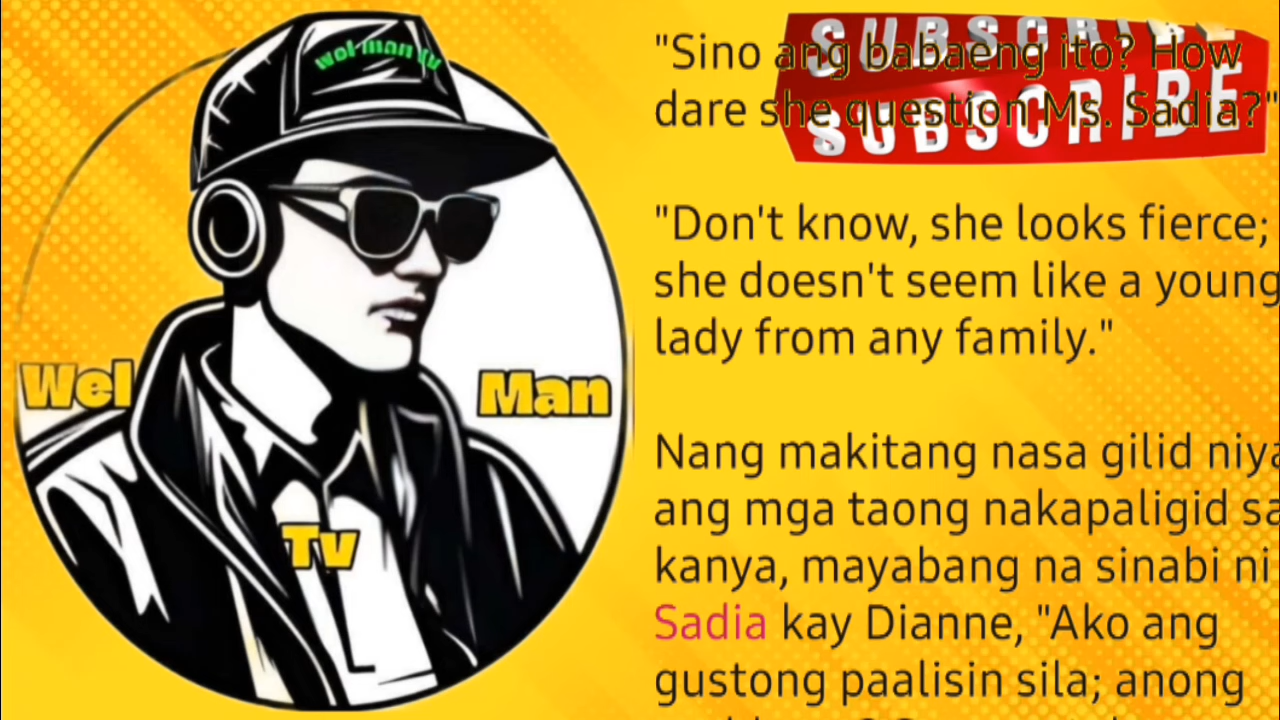 wel man tv
Wel
Man
Tv
SUBSCRIBE
SUBSCRIBE
"Sino ang babaeng ito? How
dare she question Ms. Sadia?"
"Don't know, she looks fierce;
she doesn't seem like a young
lady from any family."
Nang makitang nasa gilid niya
ang mga taong nakapaligid sa
kanya, mayabang na sinabi ni
Sadia kay Dianne, "Ako ang
gustong paalisin sila; anong